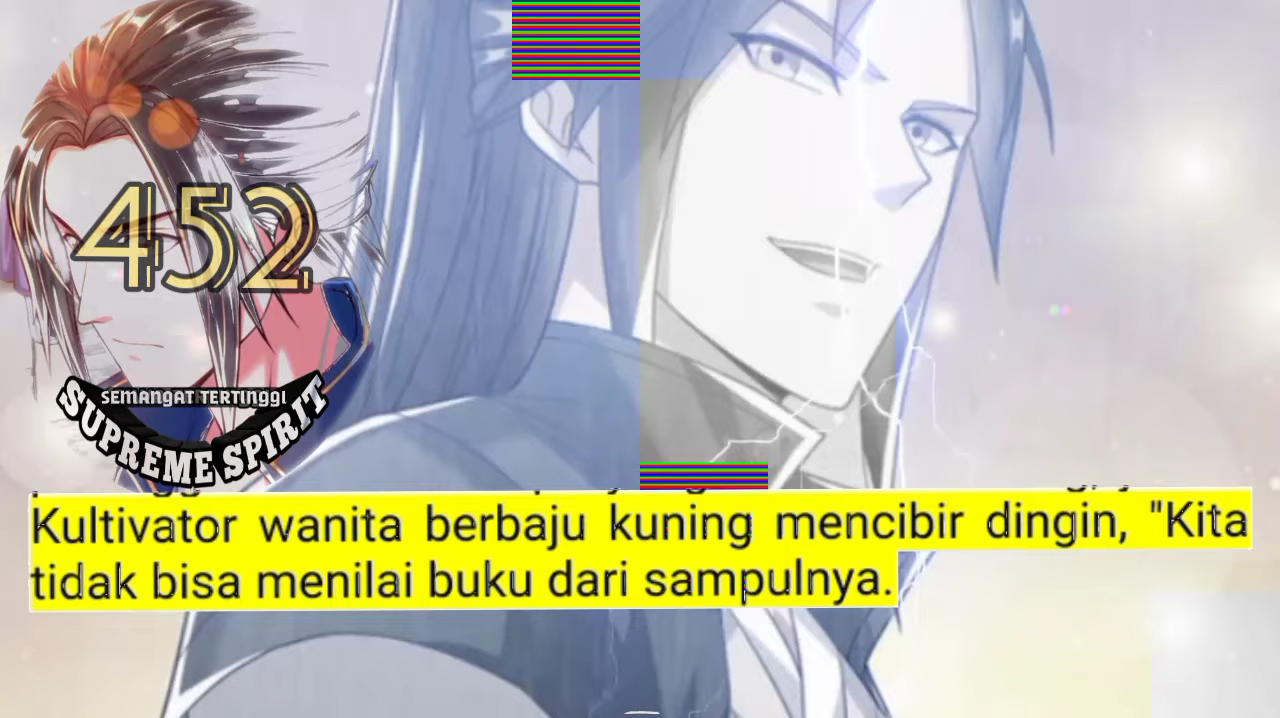 452
SEMANGAT TERTINGGI
SUPREME SPIRIT
Kultivator wanita berbaju kuning mencibir dingin, "Kita
tidak bisa menilai buku dari sampulnya.